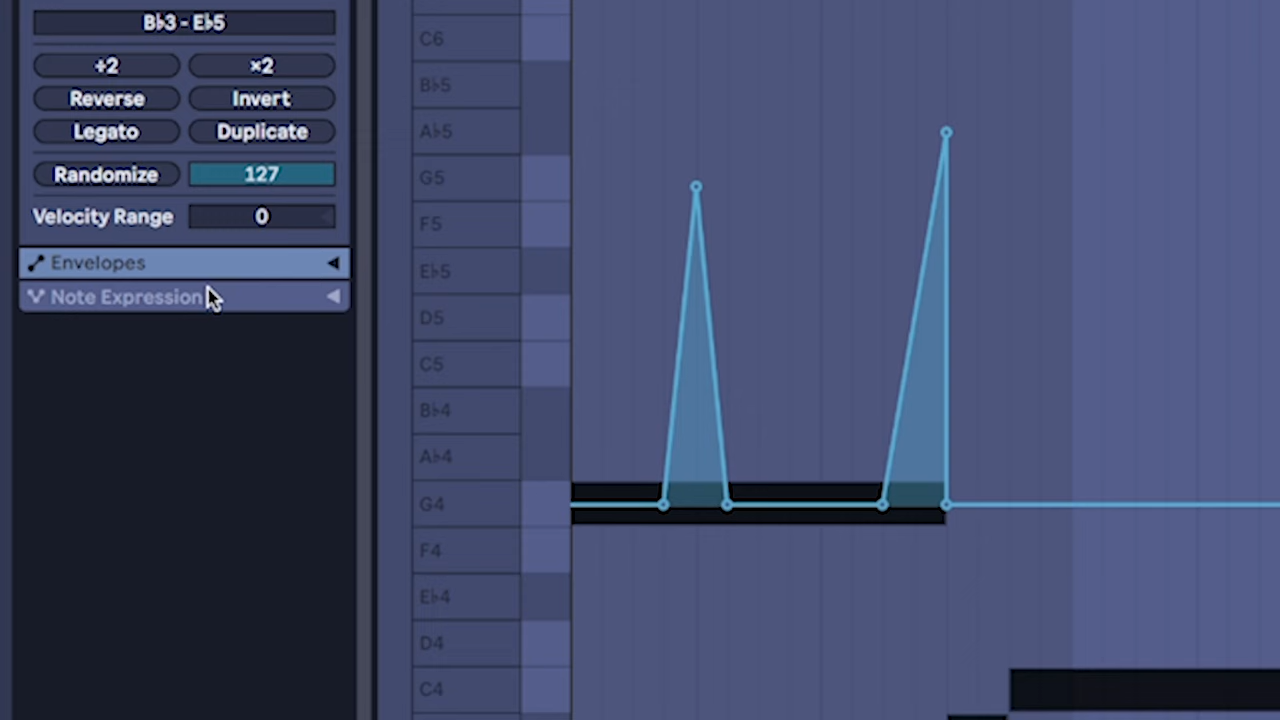 B♭3 - E♭5
÷2 ×2
Reverse Invert
Legato Duplicate
Randomize 127
Velocity Range 0
Envelopes
Note Expression
C6
B♭5
A♭5
G5
F5
E♭5
D5
C5
B♭4
A♭4
G4
F4
E♭4
D4
C4